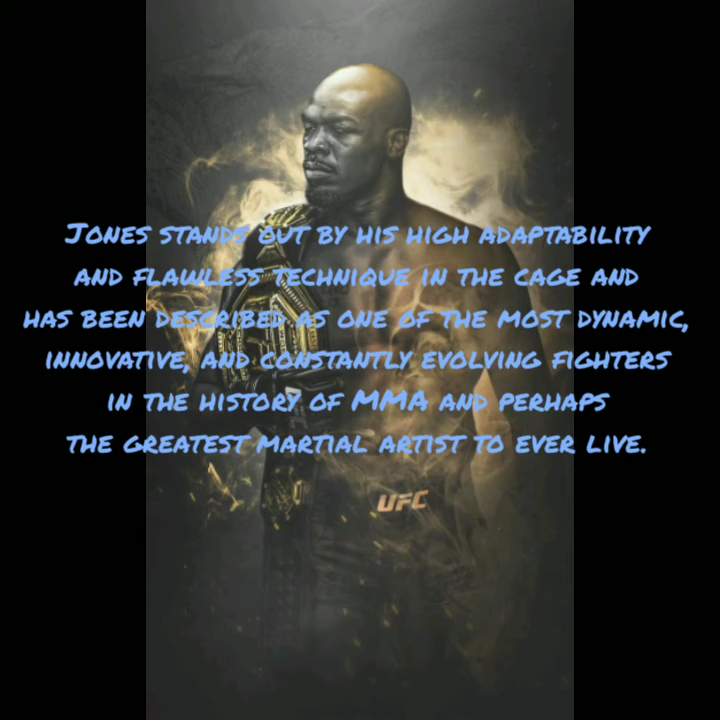 Jones stands out by his high adaptability
and flawless technique in the cage and
has been described as one of the most dynamic,
innovative, and constantly evolving fighters
in the history of MMA and perhaps
the greatest martial artist to ever live.
UFC